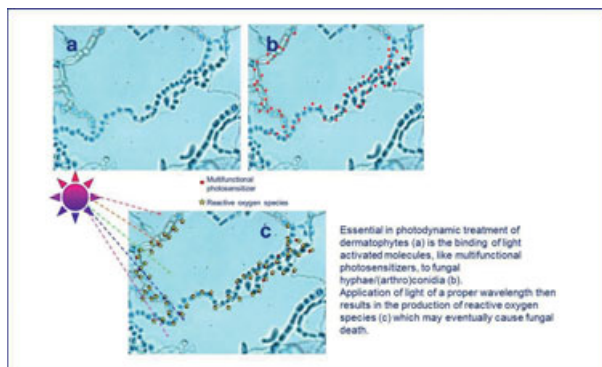 a
b
Multifunctional
photosensitizer
Reactive oxygen species
c
Essential in photodynamic treatment of
dermatophytes (a) is the binding of light
activated molecules, like multifunctional
photosensitizers, to fungal
hyphae/(arthro)conidia (b).
Application of light of a proper wavelength then
results in the production of reactive oxygen
species (c) which may eventually cause fungal
death.